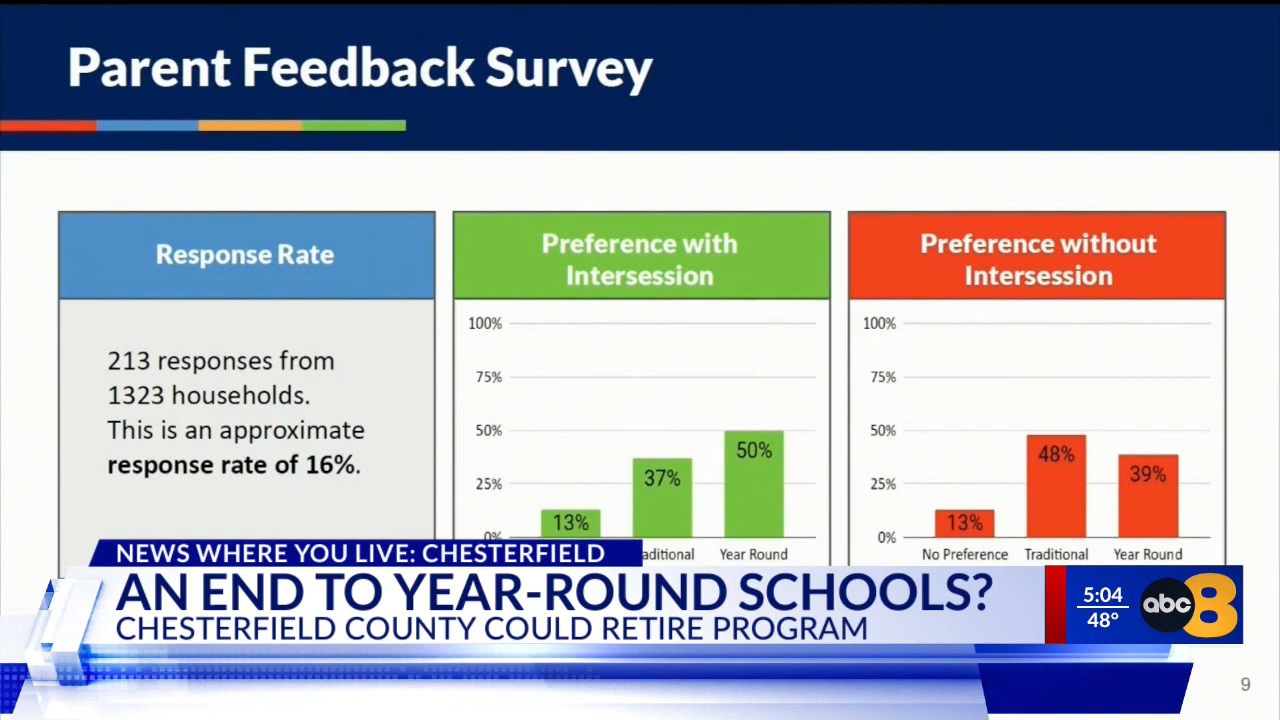 Parent Feedback Survey
Response Rate
213 responses from
1323 households.
This is an approximate
response rate of 16%.
Preference with
Intersession
100%
75%
50%
25%
0%
13%
37%
50%
Year Round
Preference without
Intersession
100%
75%
50%
25%
0%
13%
48%
39%
No Preference
Traditional
Year Round
NEWS WHERE YOU LIVE: CHESTERFIELD
AN END TO YEAR-ROUND SCHOOLS?
CHESTERFIELD COUNTY COULD RETIRE PROGRAM
5:04
48°
abc 8
9